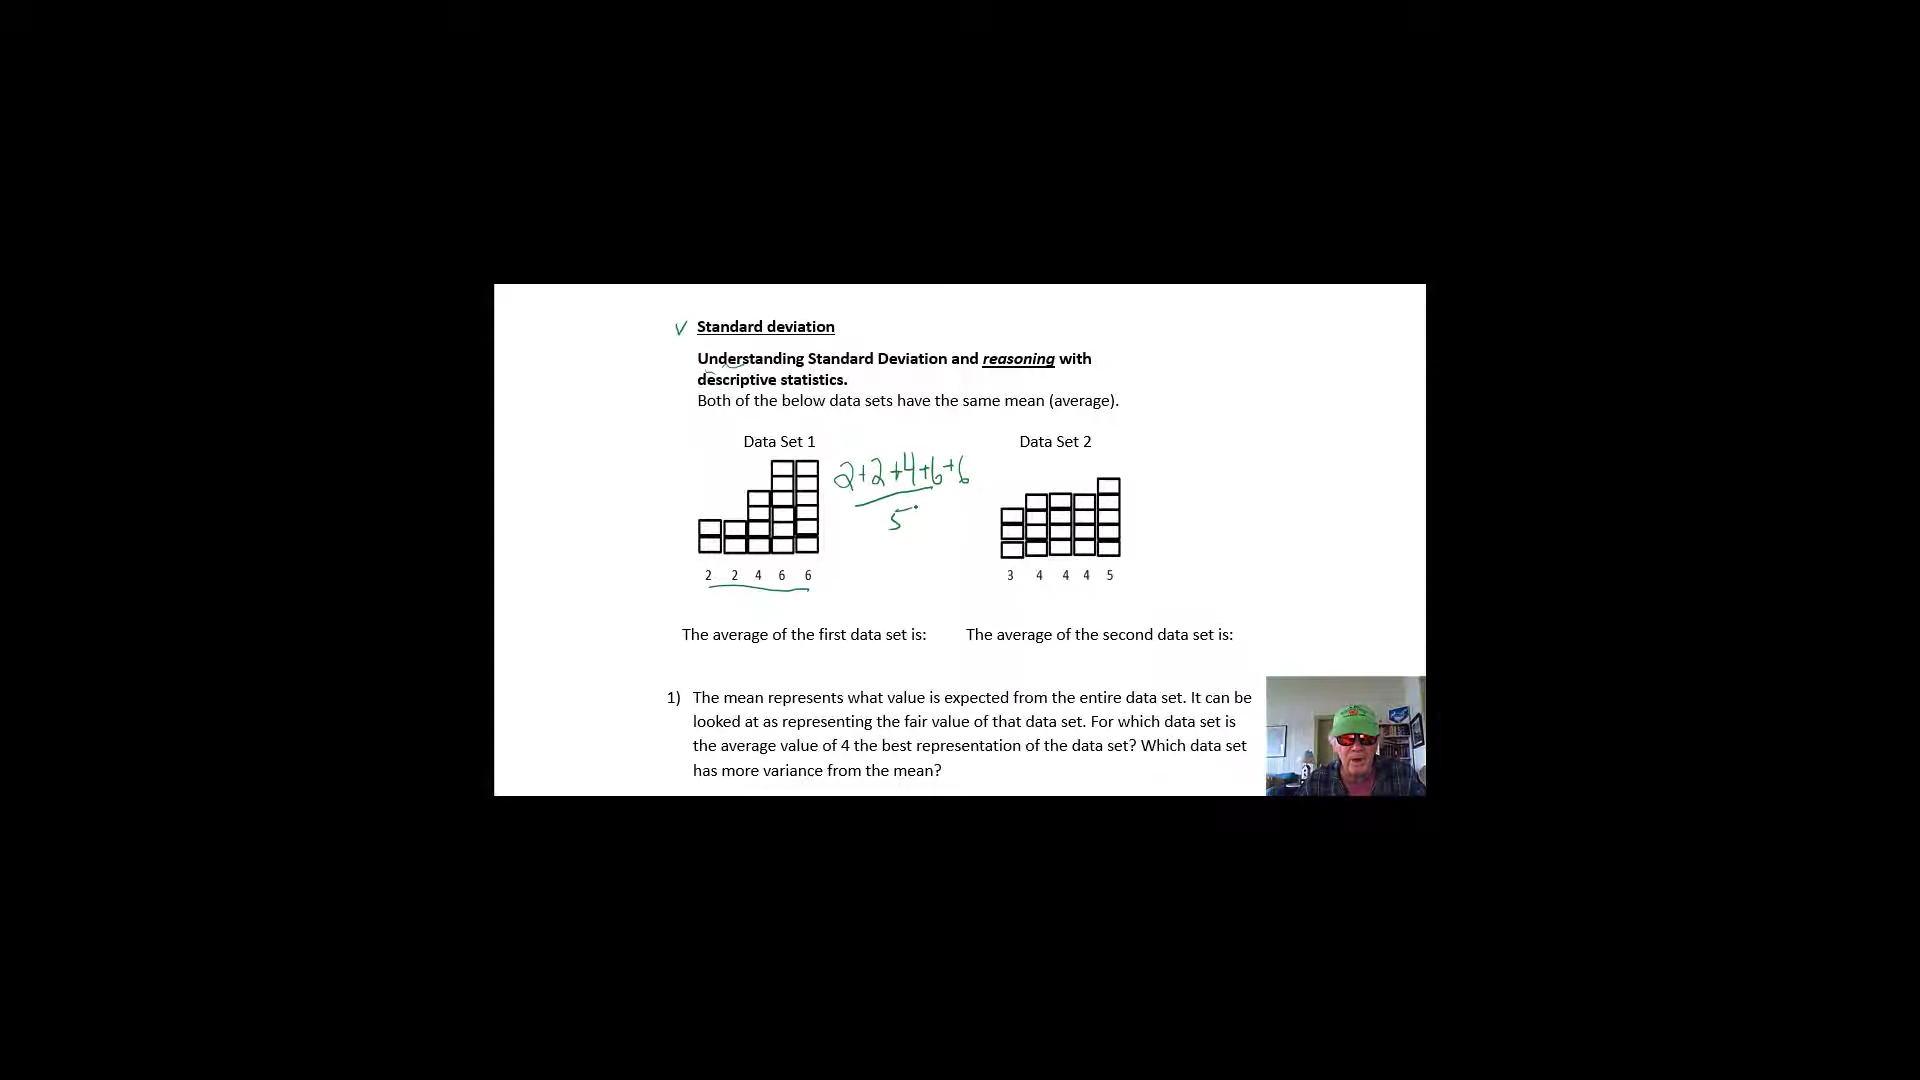 ✓ Standard deviation
Understanding Standard Deviation and reasoning with
descriptive statistics.
Both of the below data sets have the same mean (average).
Data Set 1
Data Set 2
2+2+4+6+6
5
2 2 4 6 6
3 4 4 4 5
The average of the first data set is:
The average of the second data set is:
1) The mean represents what value is expected from the entire data set. It can be
looked at as representing the fair value of that data set. For which data set is
the average value of 4 the best representation of the data set? Which data set
has more variance from the mean?